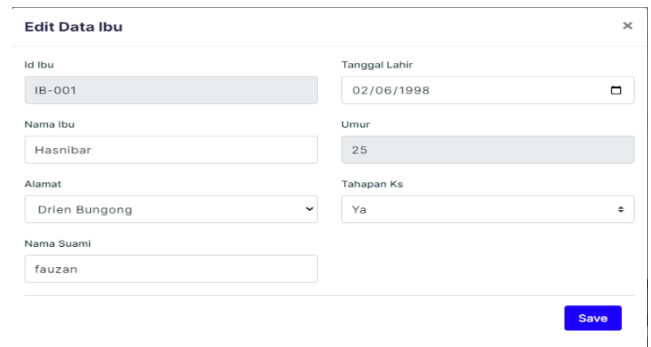 Edit Data Ibu ×
Id Ibu
IB-001
Tanggal Lahir
02/06/1998
Nama Ibu
Hasnibar
Umur
25
Alamat
Drien Bungong
Tahapan Ks
Ya
Nama Suami
fauzan
Save